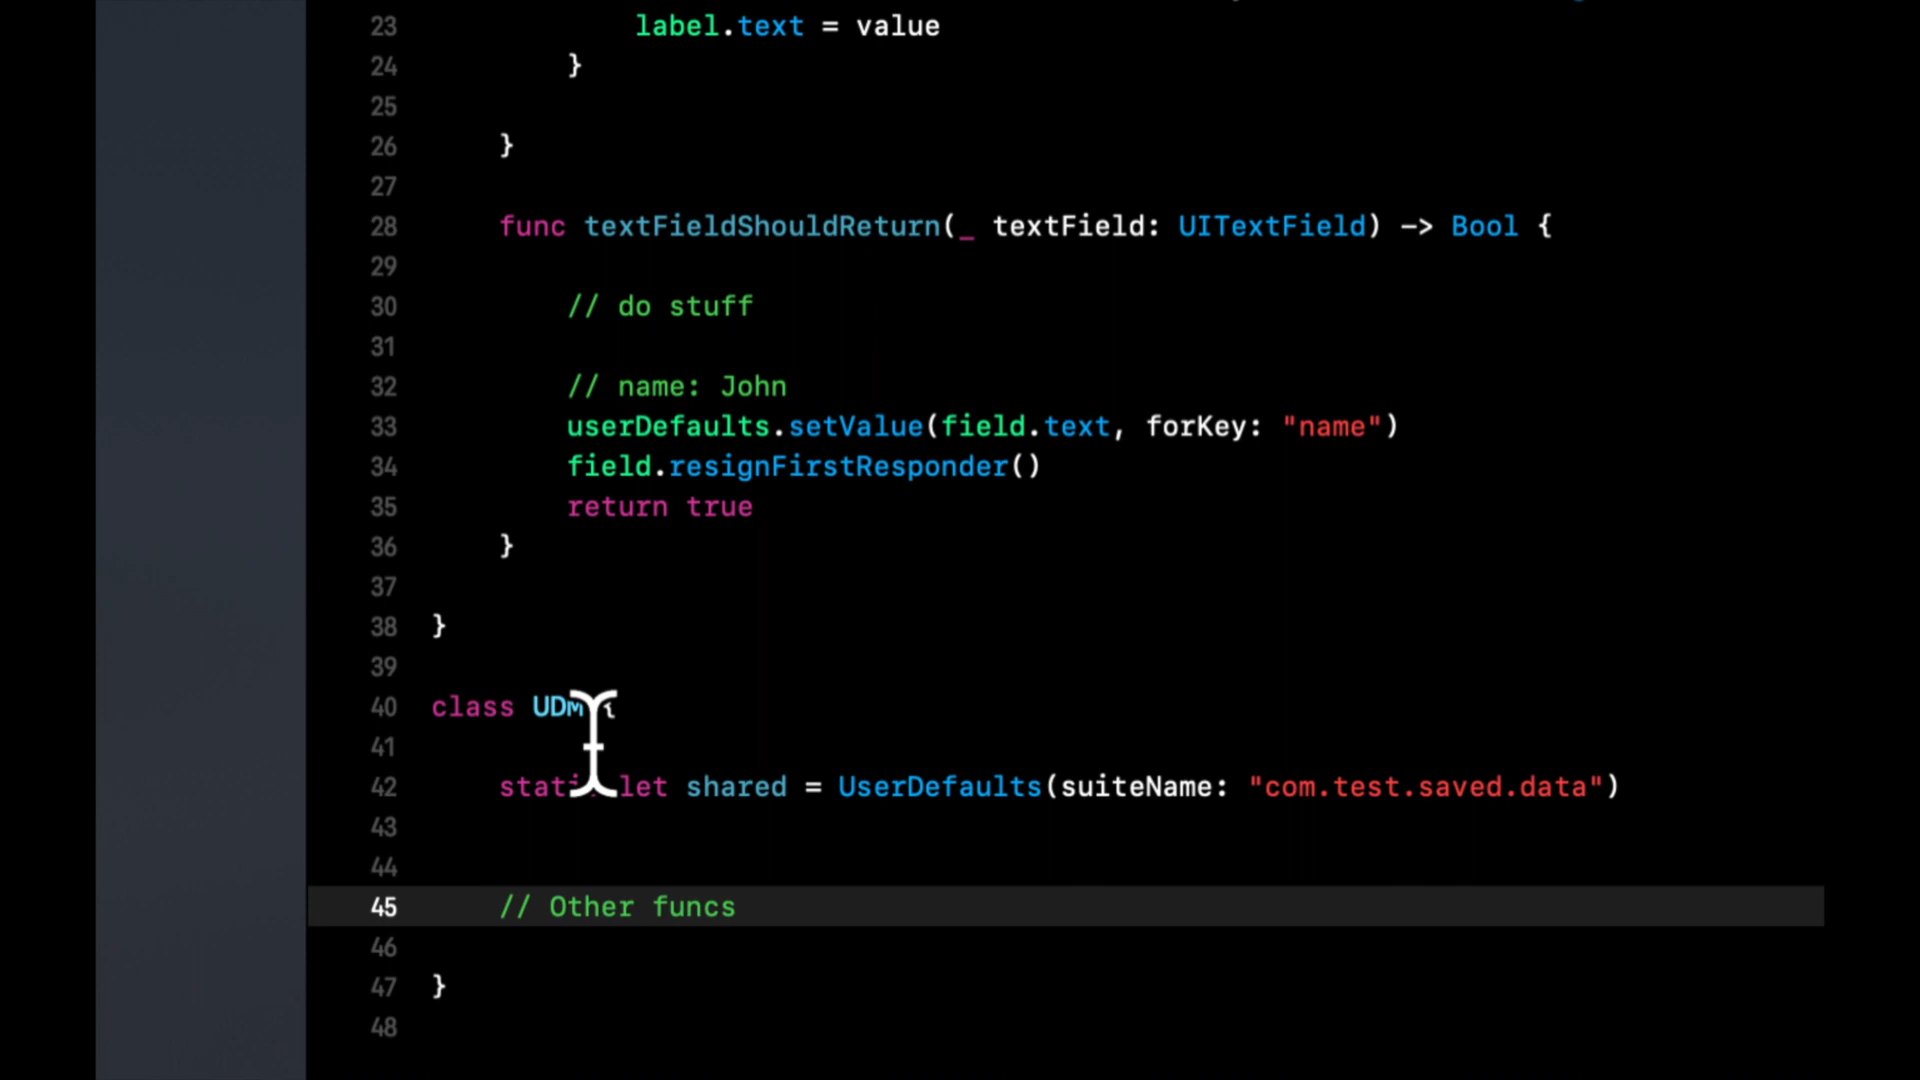 23 label.text = value
24 }
25
26 }
27
28 func textFieldShouldReturn(_ textField: UITextField) -> Bool {
29
30 // do stuff
31
32 // name: John
33 userDefaults.setValue(field.text, forKey: "name")
34 field.resignFirstResponder()
35 return true
36 }
37
38 }
39
40 class UDm {
41
42 static let shared = UserDefaults(suiteName: "com.test.saved.data")
43
44
45 // Other funcs
46
47 }
48